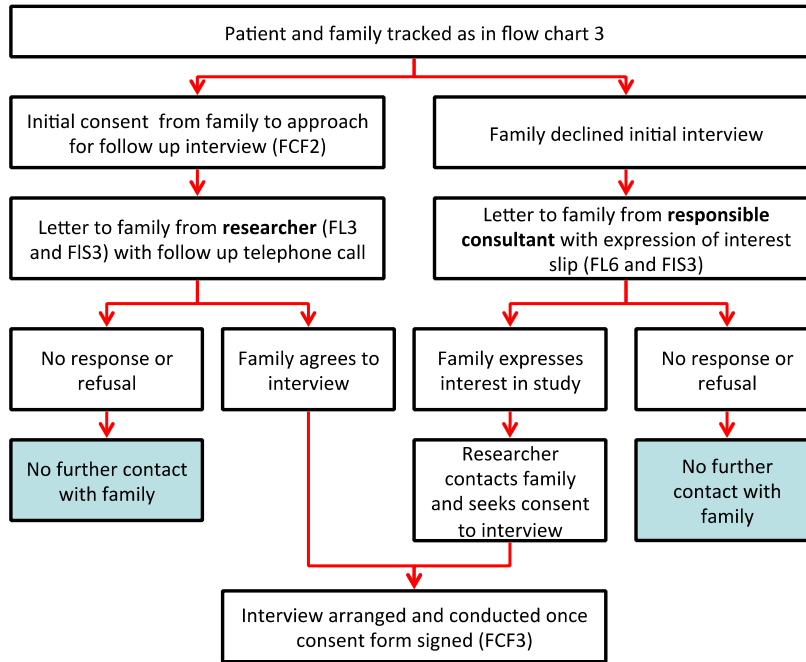 Patient and family tracked as in flow chart 3
Initial consent from family to approach
for follow up interview (FCF2)
Family declined initial interview
Letter to family from researcher (FL3
and FIS3) with follow up telephone call
Letter to family from responsible
consultant with expression of interest
slip (FL6 and FIS3)
No response or
refusal
Family agrees to
interview
Family expresses
interest in study
No response or
refusal
No further contact
with family
Researcher
contacts family
and seeks consent
to interview
No further
contact with
family
Interview arranged and conducted once
consent form signed (FCF3)